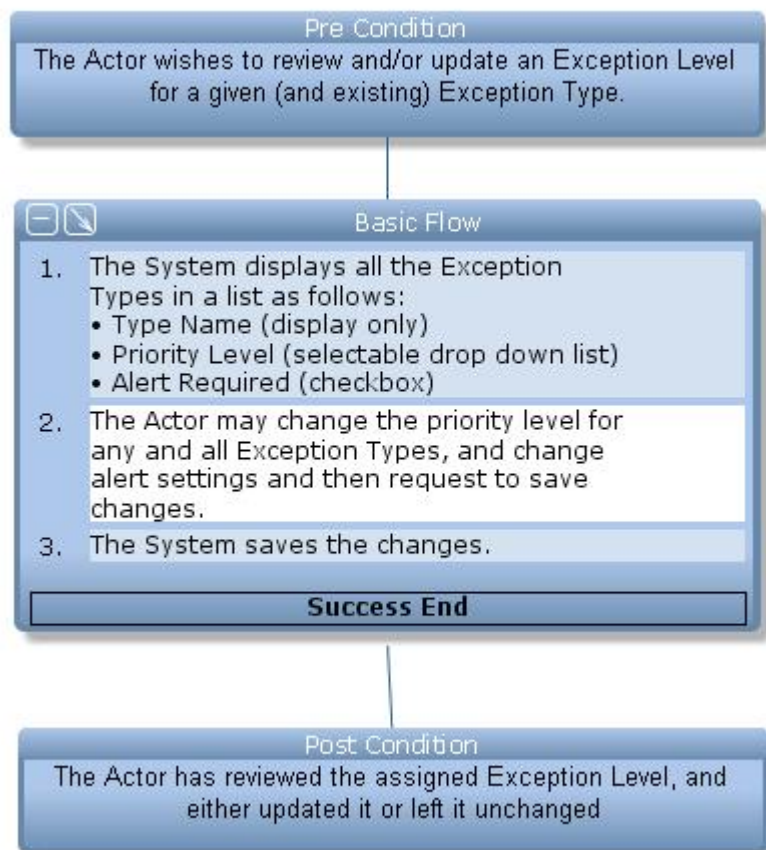 Pre Condition
The Actor wishes to review and/or update an Exception Level
for a given (and existing) Exception Type.
Basic Flow
1. The System displays all the Exception
Types in a list as follows:
• Type Name (display only)
• Priority Level (selectable drop down list)
• Alert Required (checkbox)
2. The Actor may change the priority level for
any and all Exception Types, and change
alert settings and then request to save
changes.
3. The System saves the changes.
Success End
Post Condition
The Actor has reviewed the assigned Exception Level, and
either updated it or left it unchanged